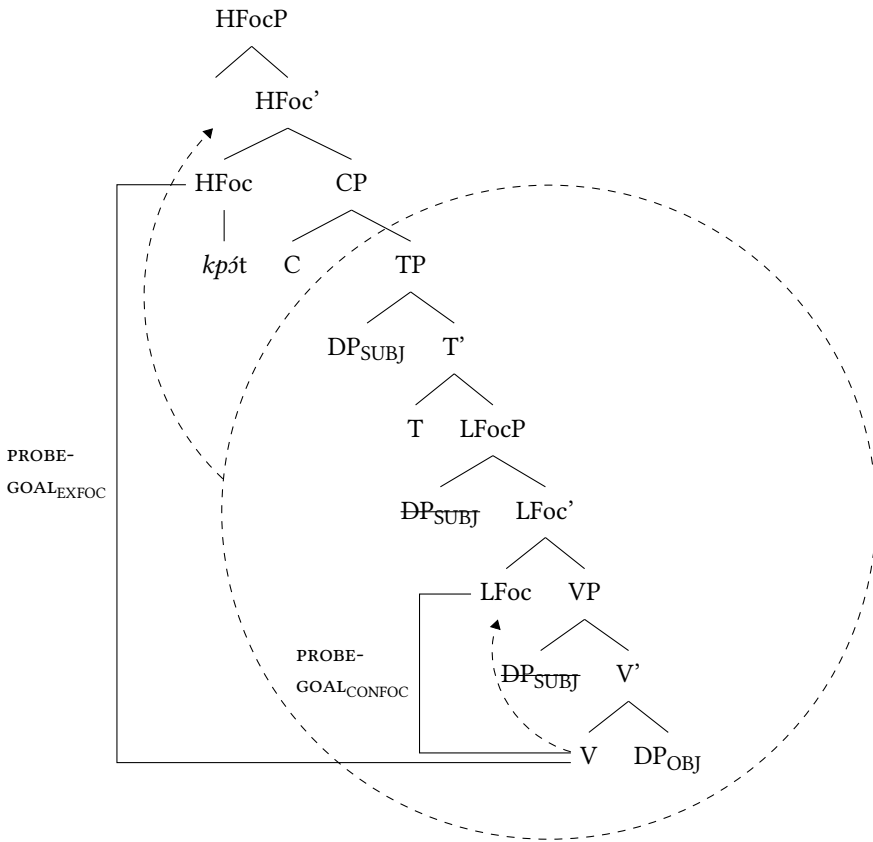 HFocP
HFoc’
HFoc CP
kpɔ́t C TP
DPSUBJ T’
T LFocP
PROBE-
GOALEXFOC
DPSUBJ LFoc’
LFoc VP
PROBE-
GOALCONFOC
DPSUBJ V’
V DPOBJ